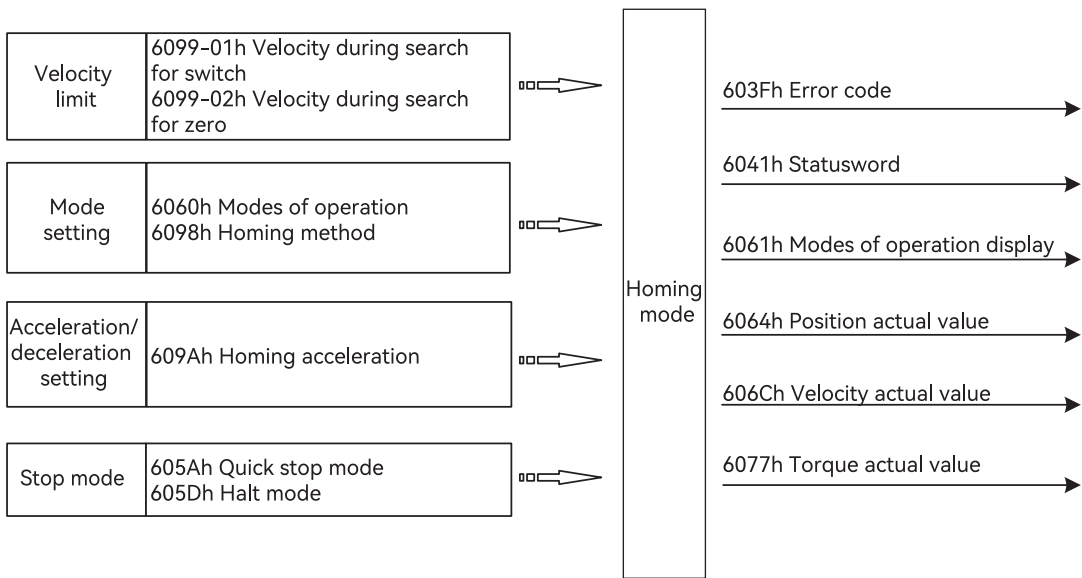 Velocity
limit
6099-01h Velocity during search
for switch
6099-02h Velocity during search
for zero
Mode
setting
6060h Modes of operation
6098h Homing method
Acceleration/
deceleration
setting
609Ah Homing acceleration
Stop mode
605Ah Quick stop mode
605Dh Halt mode
Homing
mode
603Fh Error code
6041h Statusword
6061h Modes of operation display
6064h Position actual value
606Ch Velocity actual value
6077h Torque actual value